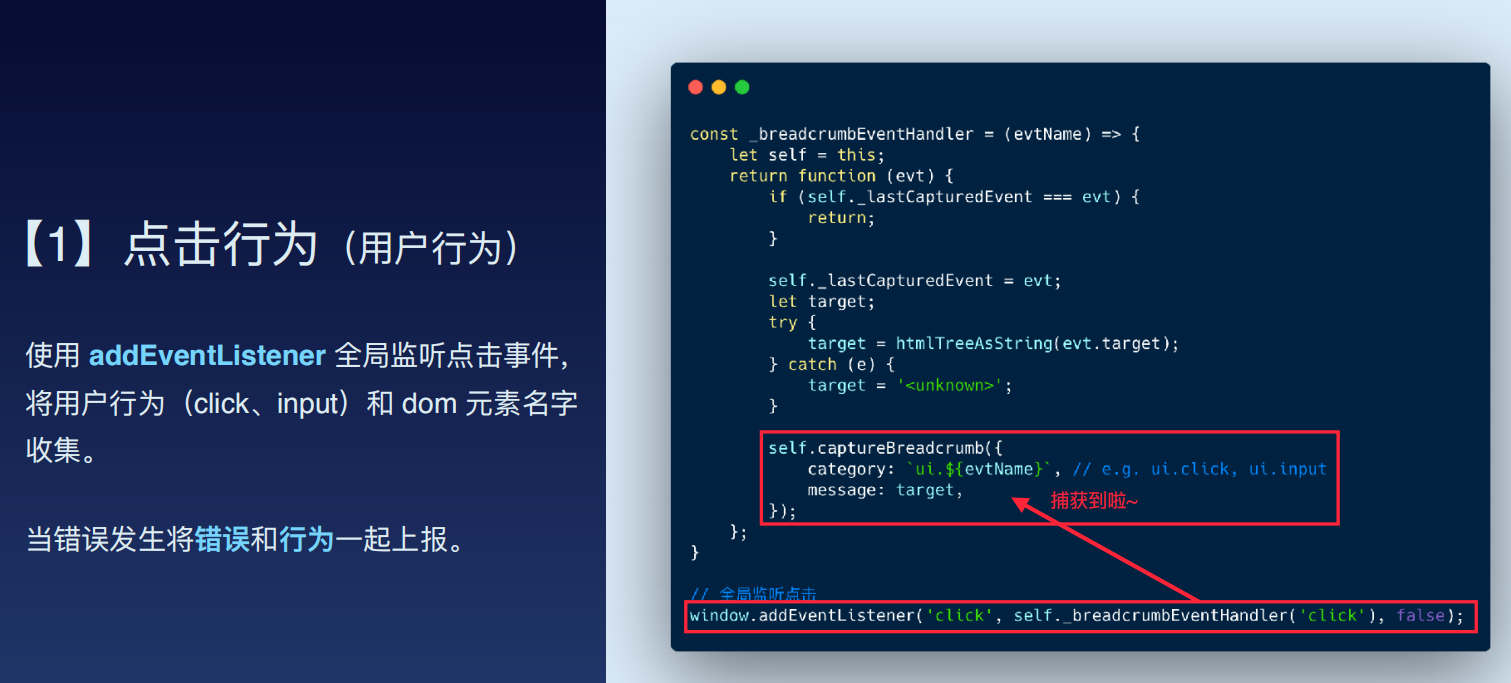 【1】点击行为（用户行为）
使用 addEventListener 全局监听点击事件，
将用户行为（click、input）和 dom 元素名字
收集。
当错误发生将错误和行为一起上报。
const _breadcrumbEventHandler = (evtName) => {
    let self = this;
    return function (evt) {
        if (self._lastCapturedEvent === evt) {
            return;
        }
        self._lastCapturedEvent = evt;
        let target;
        try {
            target = htmlTreeAsString(evt.target);
        } catch (e) {
            target = '<unknown>';
        }
        self.captureBreadcrumb({
            category: `ui.${evtName}`, // e.g. ui.click, ui.input
            message: target,
捕获到啦~
        });
    };
}
// 全局监听点击
window.addEventListener('click', self._breadcrumbEventHandler('click'), false);